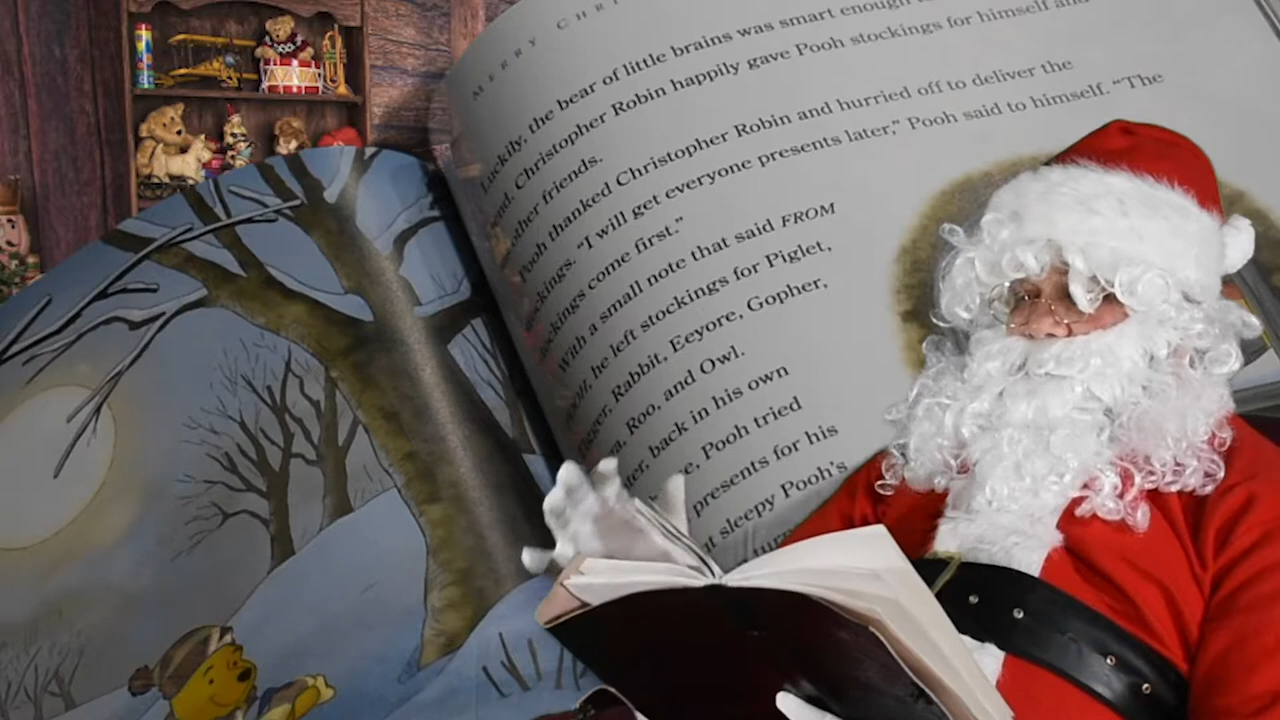 MERRY CHRI
Luckily, the bear of little brains was smart enough
end. Christopher Robin happily gave Pooh stockings for himself and
other friends.
Pooh thanked Christopher Robin and hurried off to deliver the
stockings. "I will get everyone presents later," Pooh said to himself. "The
stockings come first."
With a small note that said FROM
he left stockings for Piglet,
Tigger, Rabbit, Eeyore, Gopher,
Roo, and Owl.
back in his own
Pooh tried
presents for his
sleepy Pooh's